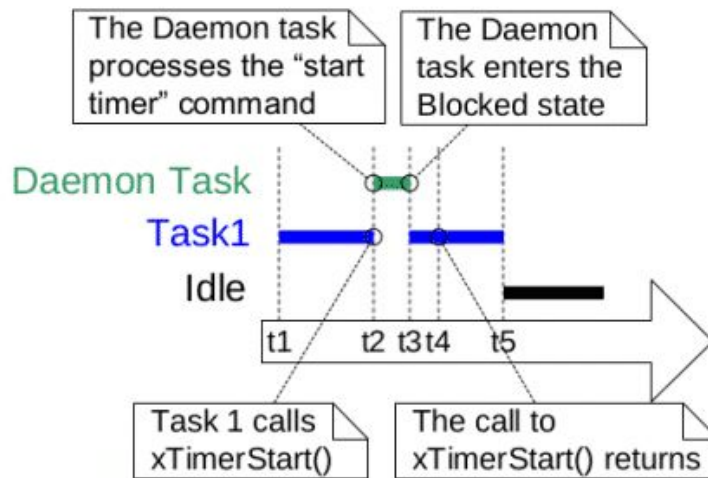 The Daemon task
processes the “start
timer” command
The Daemon
task enters the
Blocked state
Daemon Task
Task1
Idle
t1 t2 t3 t4 t5
Task 1 calls
xTimerStart()
The call to
xTimerStart() returns